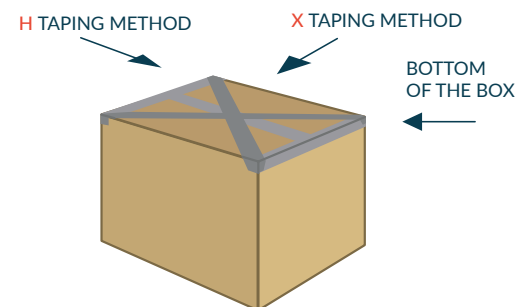 H TAPING METHOD
X TAPING METHOD
BOTTOM
OF THE BOX